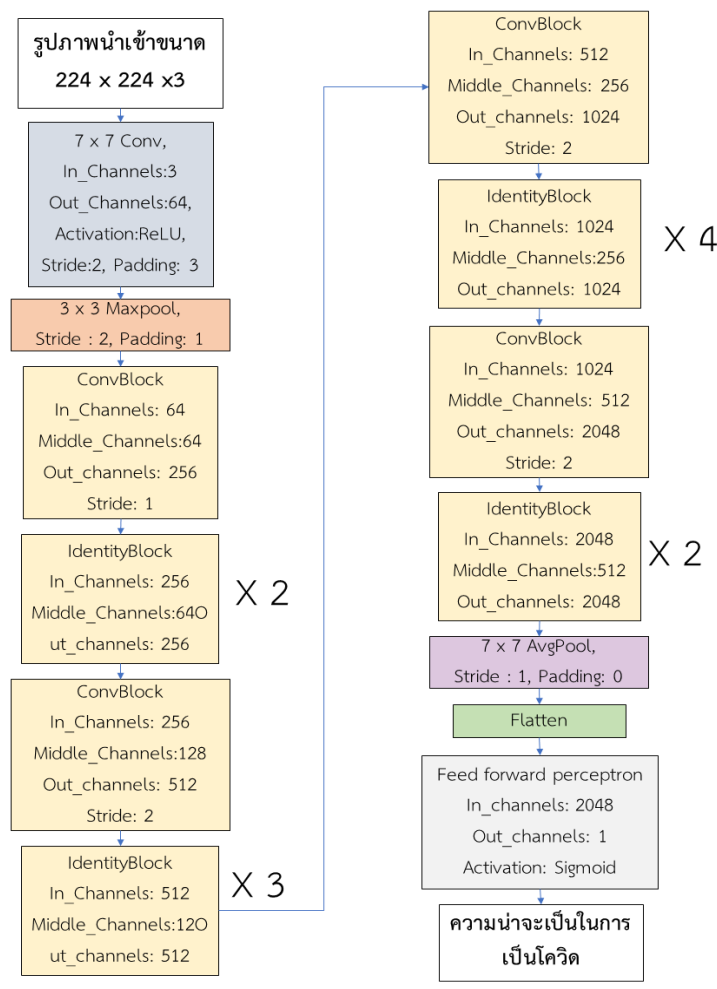 รูปภาพนำเข้าขนาด
224 x 224 x3
7 x 7 Conv,
In_Channels:3
Out_Channels:64,
Activation:ReLU,
Stride:2, Padding: 3
3 x 3 Maxpool,
Stride : 2, Padding: 1
ConvBlock
In_Channels: 64
Middle_Channels:64
Out_channels: 256
Stride: 1
IdentityBlock
In_Channels: 256
Middle_Channels:64O
ut_channels: 256
X 2
ConvBlock
In_Channels: 256
Middle_Channels:128
Out_channels: 512
Stride: 2
IdentityBlock
In_Channels: 512
Middle_Channels:12O
ut_channels: 512
X 3
ConvBlock
In_Channels: 512
Middle_Channels: 256
Out_channels: 1024
Stride: 2
IdentityBlock
In_Channels: 1024
Middle_Channels:256
Out_channels: 1024
X 4
ConvBlock
In_Channels: 1024
Middle_Channels: 512
Out_channels: 2048
Stride: 2
IdentityBlock
In_Channels: 2048
Middle_Channels:512
Out_channels: 2048
X 2
7 x 7 AvgPool,
Stride : 1, Padding: 0
Flatten
Feed forward perceptron
In_channels: 2048
Out_channels: 1
Activation: Sigmoid
ความน่าจะเป็นในการ
เป็นโควิด